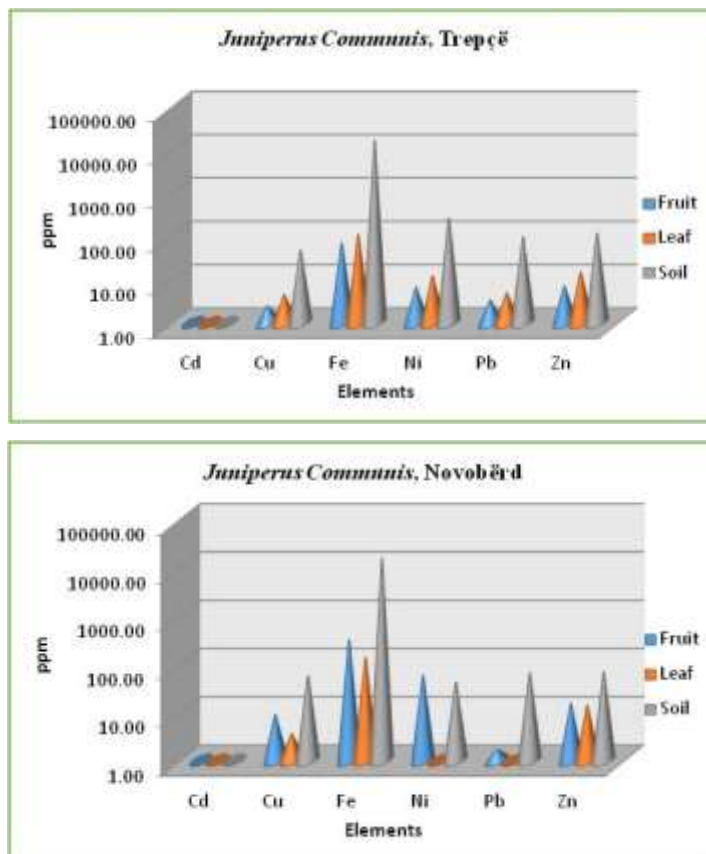 Juniperus Communis, Trepçë
100000.00
10000.00
1000.00
100.00
10.00
1.00
ppm
Fruit
Leaf
Soil
Cd Cu Fe Ni Pb Zn
Elements
Juniperus Communis, Novobërd
100000.00
10000.00
1000.00
100.00
10.00
1.00
ppm
Fruit
Leaf
Soil
Cd Cu Fe Ni Pb Zn
Elements